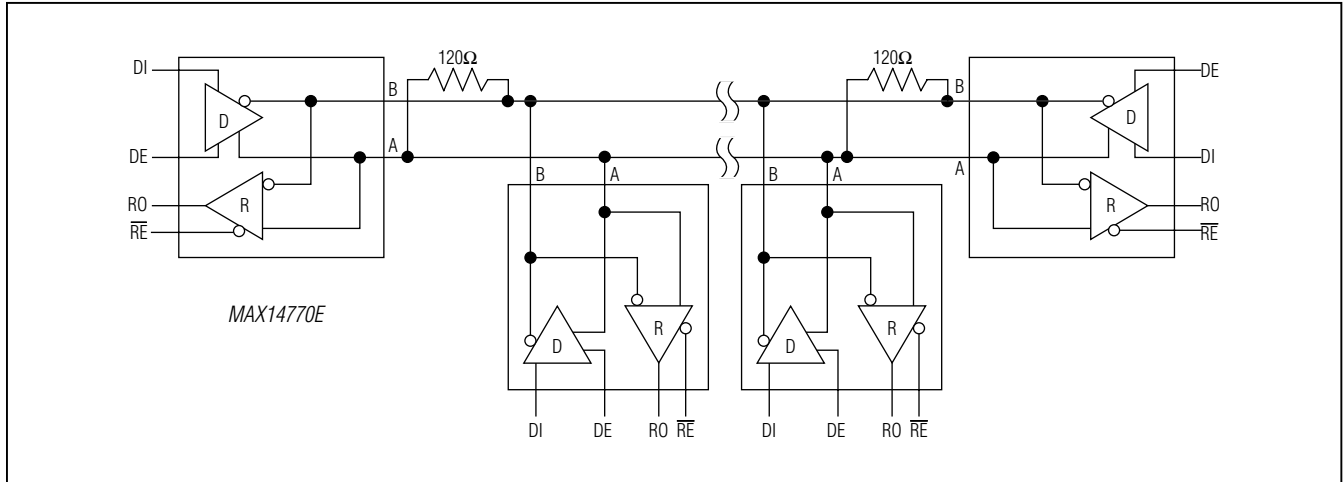 120Ω 120Ω
DI B B DE
D D
DE A A DI
B A B A
RO R R RO
RE RE
MAX14770E
D R D R
DI DE RO RE DI DE RO RE